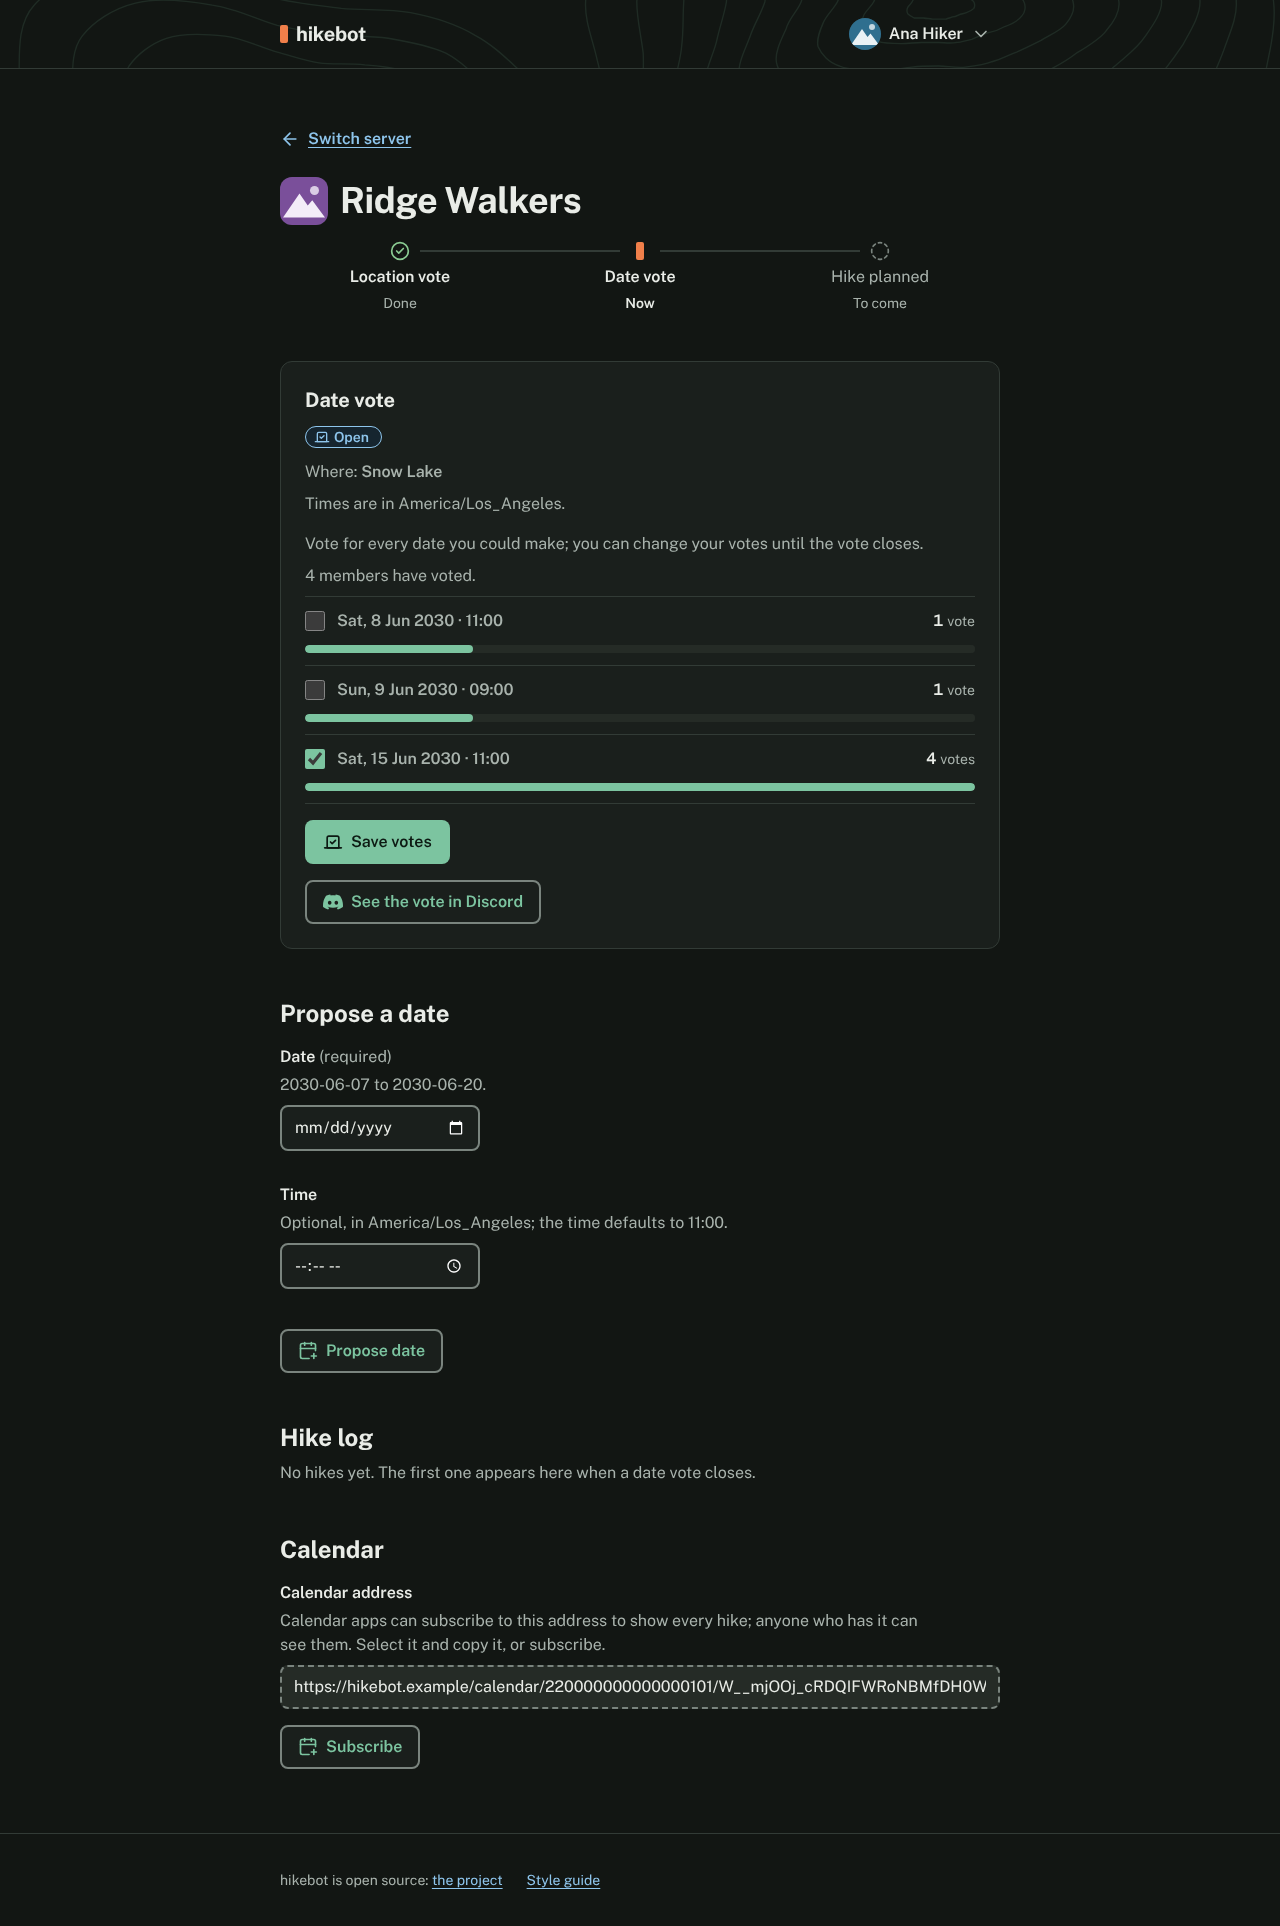 hikebot
Ana Hiker
Switch server
Ridge Walkers
Location vote
Done
Date vote
Now
Hike planned
To come
Date vote
Open
Where: Snow Lake
Times are in America/Los_Angeles.
Vote for every date you could make; you can change your votes until the vote closes.
4 members have voted.
Sat, 8 Jun 2030 · 11:00
1 vote
Sun, 9 Jun 2030 · 09:00
1 vote
Sat, 15 Jun 2030 · 11:00
4 votes
Save votes
See the vote in Discord
Propose a date
Date (required)
2030-06-07 to 2030-06-20.
mm/dd/yyyy
Time
Optional, in America/Los_Angeles; the time defaults to 11:00.
--:-- --
Propose date
Hike log
No hikes yet. The first one appears here when a date vote closes.
Calendar
Calendar address
Calendar apps can subscribe to this address to show every hike; anyone who has it can
see them. Select it and copy it, or subscribe.
https://hikebot.example/calendar/220000000000000101/W__mjOOj_cRDQIFWRoNBMfDH0W
Subscribe
hikebot is open source: the project
Style guide